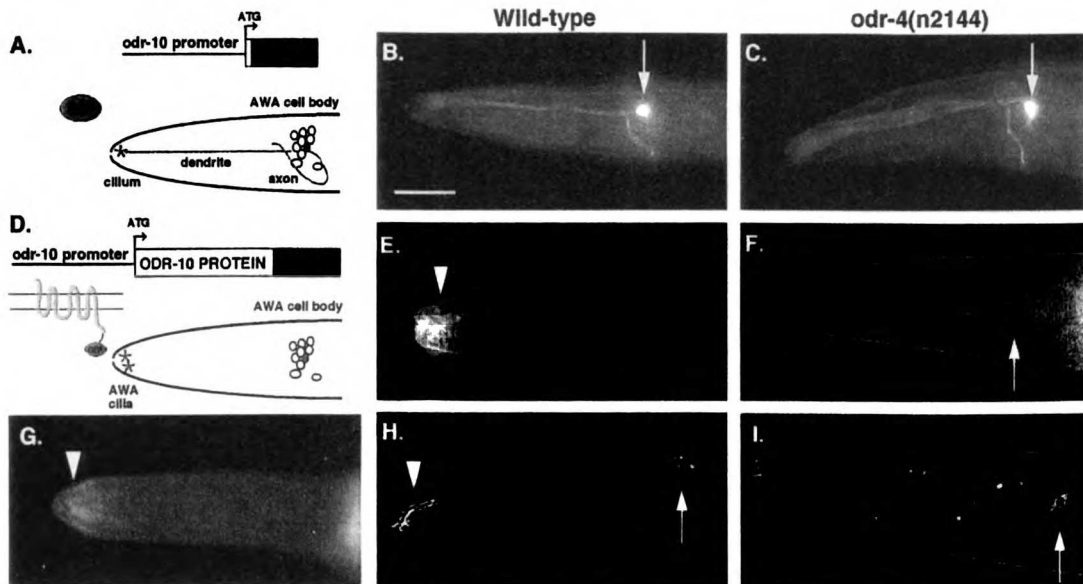 Wild-type
odr-4(n2144)
A.
ATG
odr-10 promoter
AWA cell body
dendrite
cilium
axon
B.
C.
D.
ATG
odr-10 promoter
ODR-10 PROTEIN
AWA cell body
AWA
cilia
E.
F.
G.
H.
I.